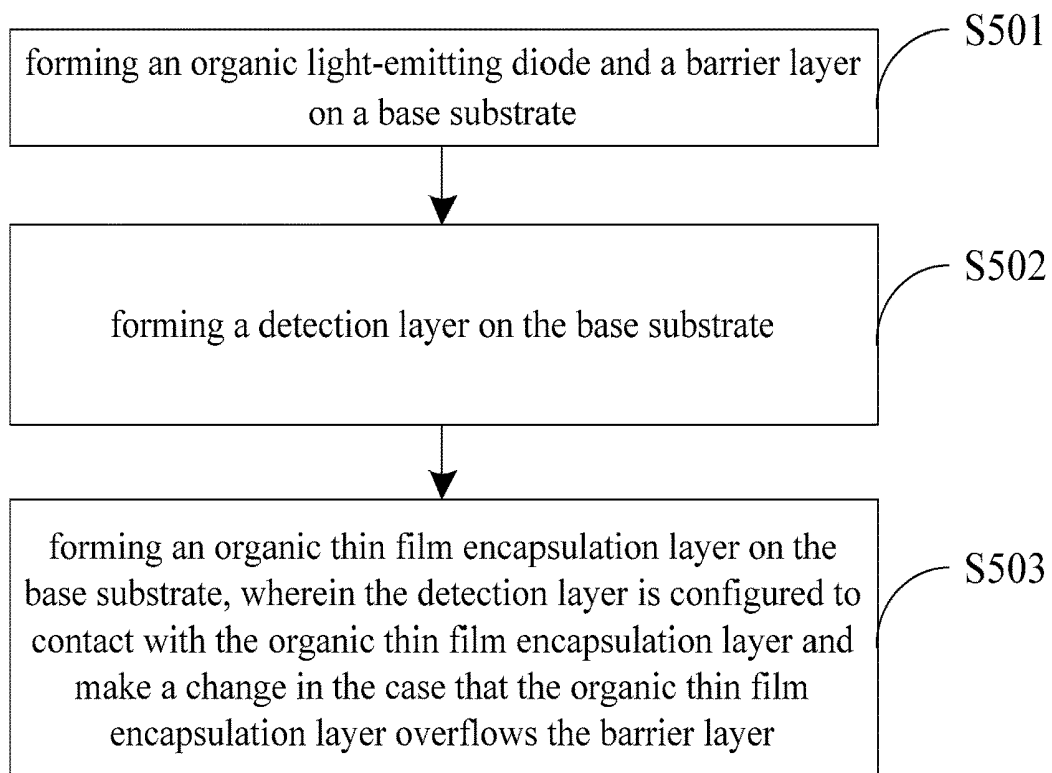 S501
forming an organic light-emitting diode and a barrier layer
on a base substrate
S502
forming a detection layer on the base substrate
S503
forming an organic thin film encapsulation layer on the
base substrate, wherein the detection layer is configured to
contact with the organic thin film encapsulation layer and
make a change in the case that the organic thin film
encapsulation layer overflows the barrier layer